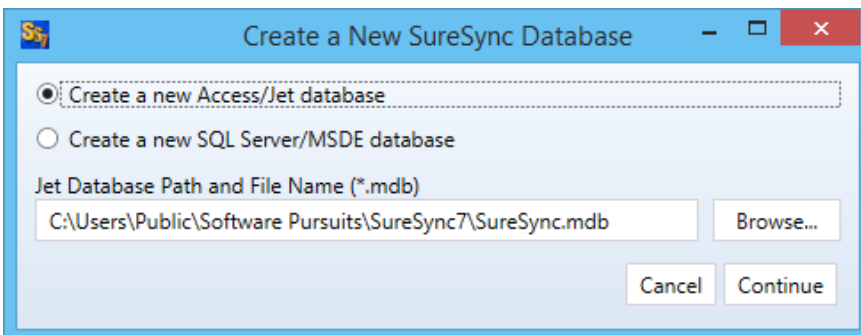 SS7
Create a New SureSync Database
Create a new Access/Jet database
Create a new SQL Server/MSDE database
Jet Database Path and File Name (*.mdb)
C:\Users\Public\Software Pursuits\SureSync7\SureSync.mdb
Browse...
Cancel
Continue